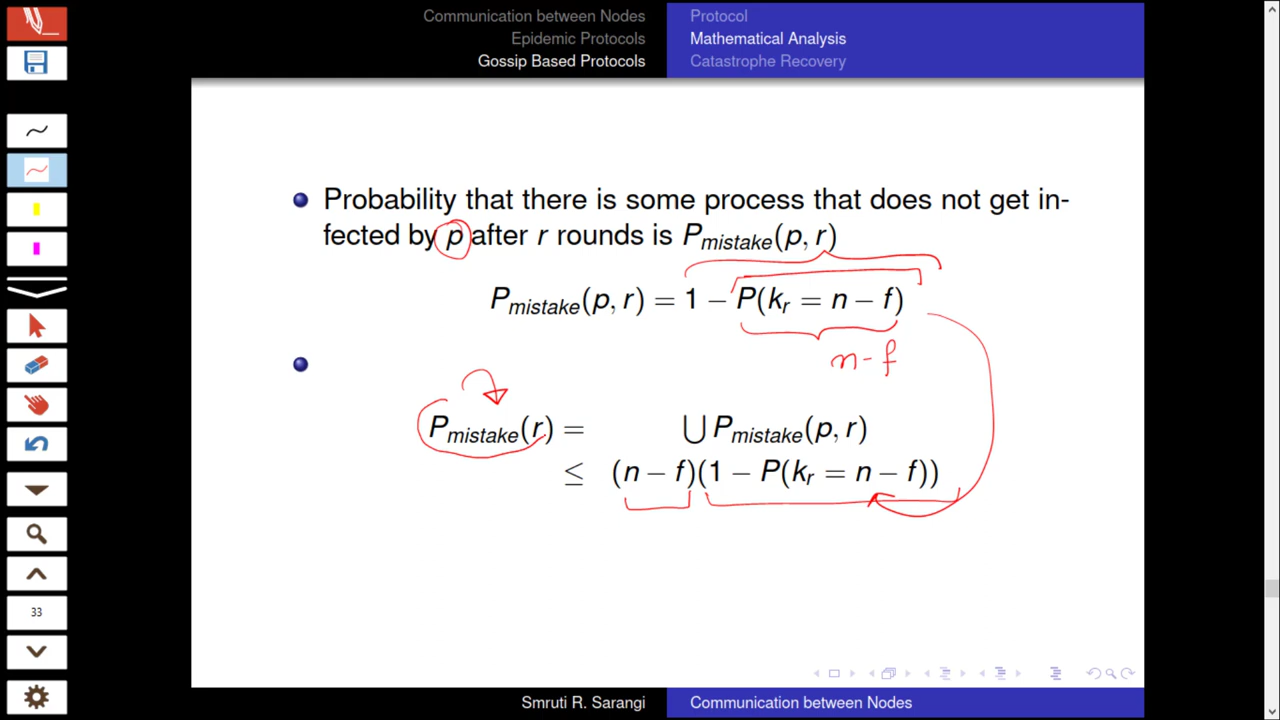 Communication between Nodes
Epidemic Protocols
Gossip Based Protocols
Protocol
Mathematical Analysis
Catastrophe Recovery
Probability that there is some process that does not get in-
fected by p after r rounds is P_mistake(p, r)
P_mistake(p, r) = 1 − P(k_r = n − f)
n - f
P_mistake(r) = ⋃ P_mistake(p, r)
≤ (n − f)(1 − P(k_r = n − f))
33
Smruti R. Sarangi
Communication between Nodes